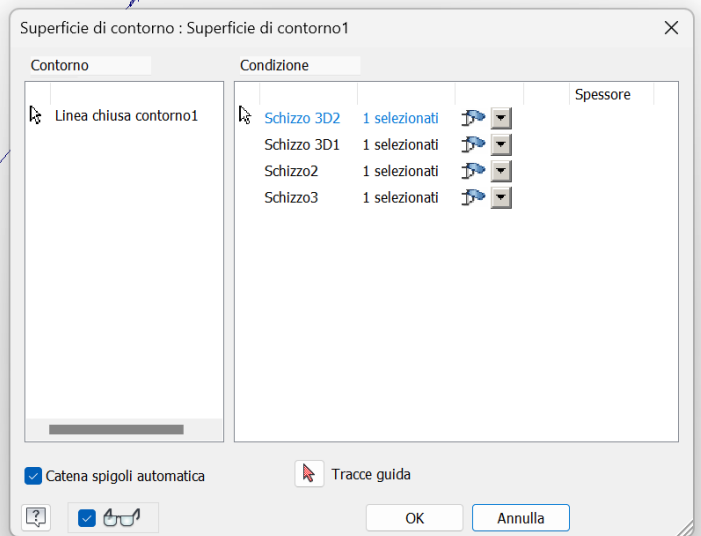 Superficie di contorno : Superficie di contorno1
Contorno
Condizione
Linea chiusa contorno1
Spessore
Schizzo 3D2 1 selezionati
Schizzo 3D1 1 selezionati
Schizzo2 1 selezionati
Schizzo3 1 selezionati
Catena spigoli automatica
Tracce guida
?
OK
Annulla